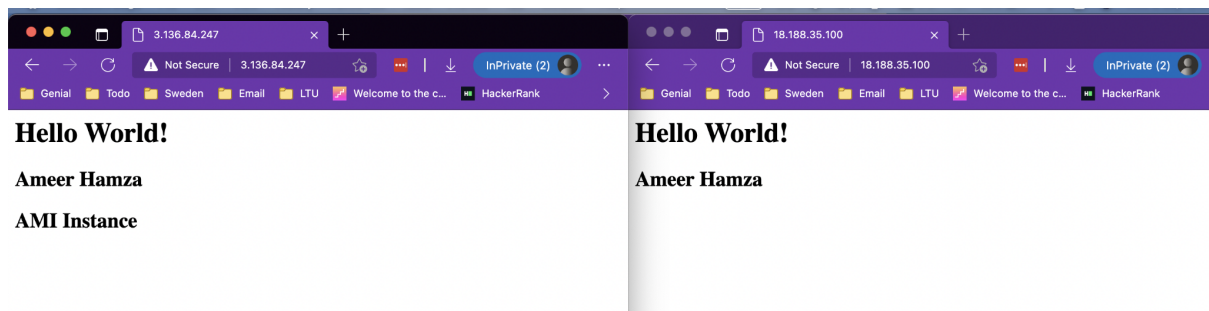 3.136.84.247
Not Secure | 3.136.84.247
InPrivate (2)
Genial Todo Sweden Email LTU Welcome to the c... HackerRank
Hello World!
Ameer Hamza
AMI Instance
18.188.35.100
Not Secure | 18.188.35.100
InPrivate (2)
Genial Todo Sweden Email LTU Welcome to the c... HackerRank
Hello World!
Ameer Hamza